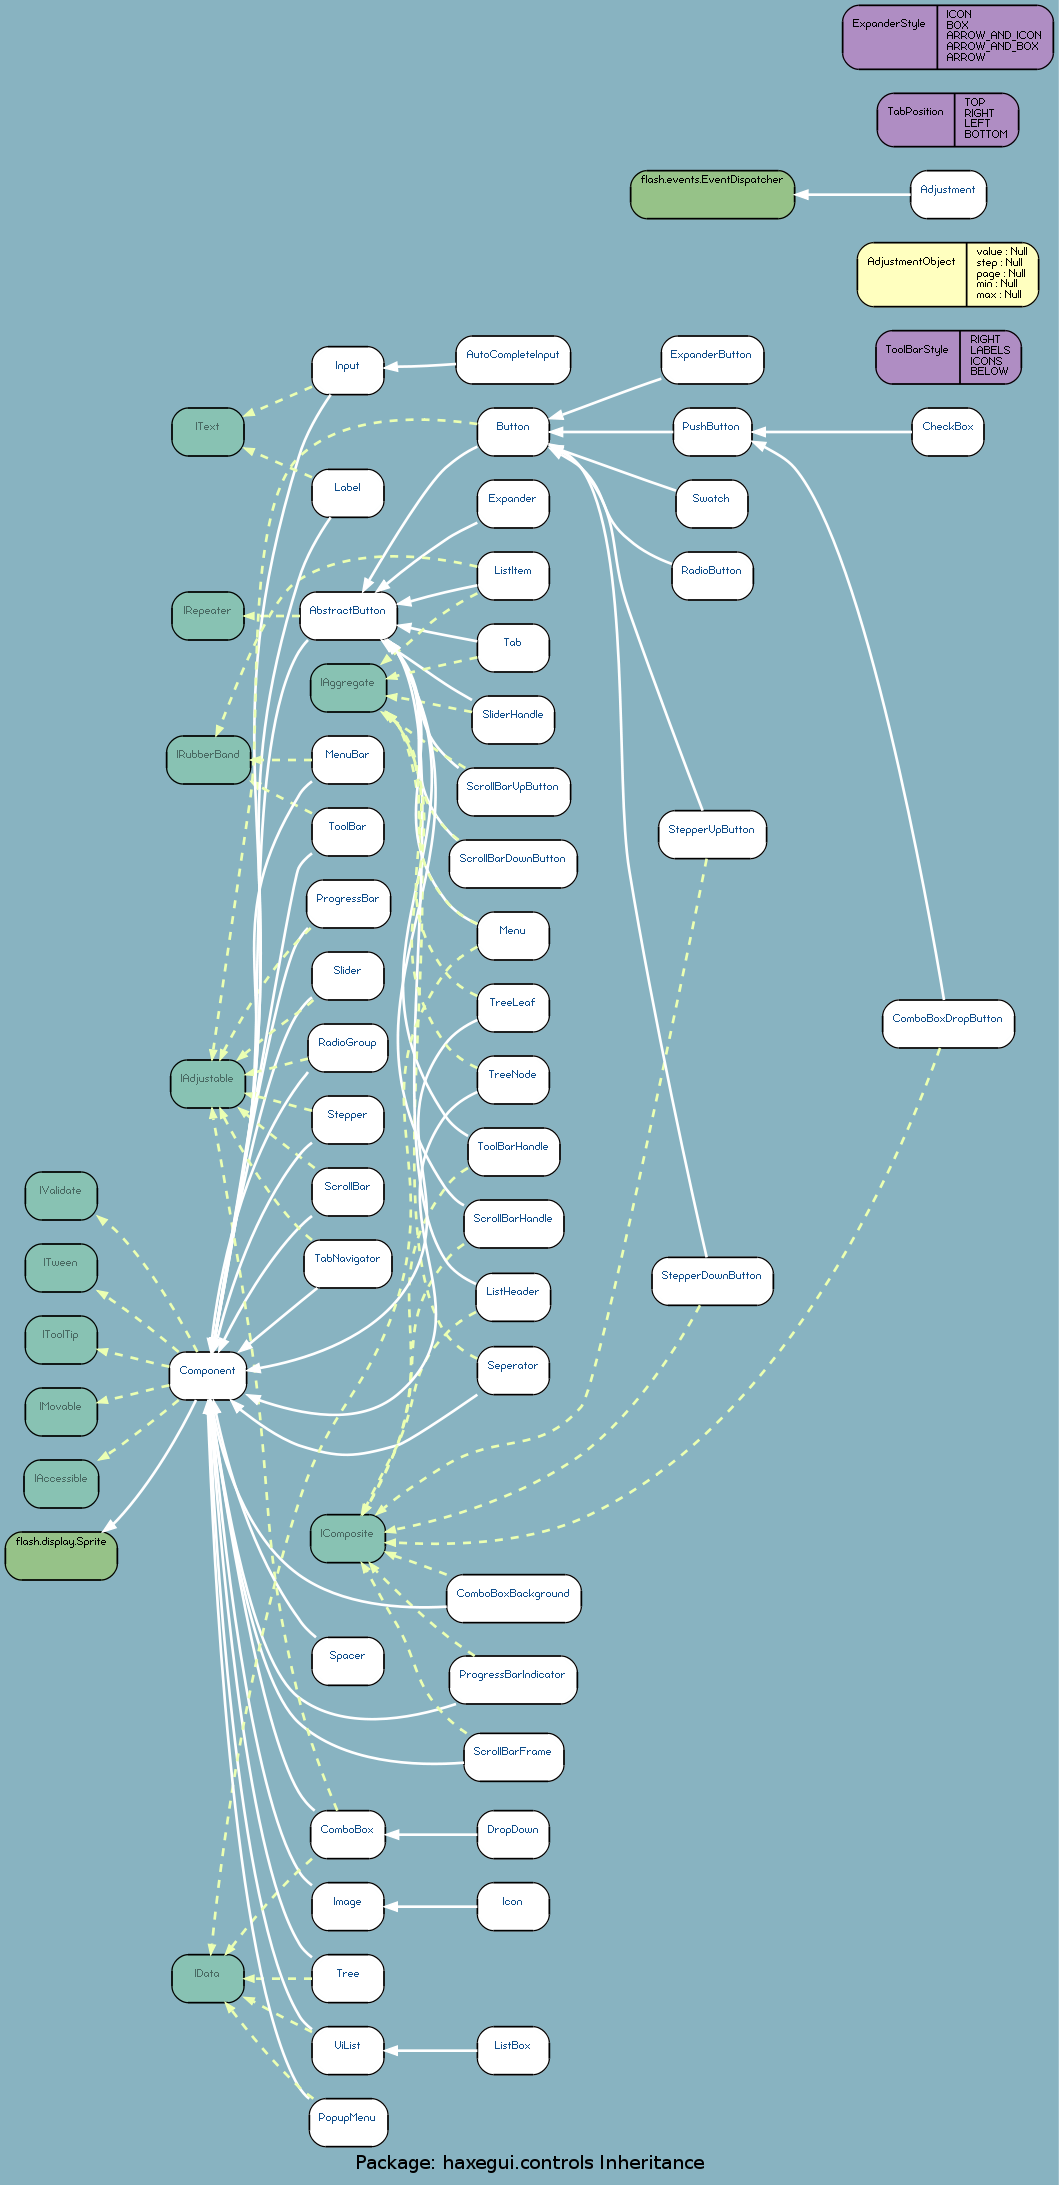 ExpanderStyle
ICON
BOX
ARROW_AND_ICON
ARROW_AND_BOX
ARROW
TabPosition
TOP
RIGHT
LEFT
BOTTOM
flash.events.EventDispatcher
Adjustment
AdjustmentObject
value : Null
step : Null
page : Null
min : Null
max : Null
ToolBarStyle
RIGHT
LABELS
ICONS
BELOW
Input
AutoCompleteInput
ExpanderButton
IText
Button
PushButton
CheckBox
Label
Expander
Swatch
ListItem
RadioButton
IRepeater
AbstractButton
Tab
IAggregate
SliderHandle
IRubberBand
MenuBar
ScrollBarUpButton
ToolBar
StepperUpButton
ScrollBarDownButton
ProgressBar
Menu
Slider
TreeLeaf
ComboBoxDropButton
RadioGroup
IAdjustable
TreeNode
Stepper
ToolBarHandle
IValidate
ScrollBar
ScrollBarHandle
ITween
TabNavigator
ListHeader
StepperDownButton
IToolTip
Component
Seperator
IMovable
IAccessible
flash.display.Sprite
IComposite
ComboBoxBackground
Spacer
ProgressBarIndicator
ScrollBarFrame
ComboBox
DropDown
Image
Icon
IData
Tree
UiList
ListBox
PopupMenu
Package: haxegui.controls Inheritance